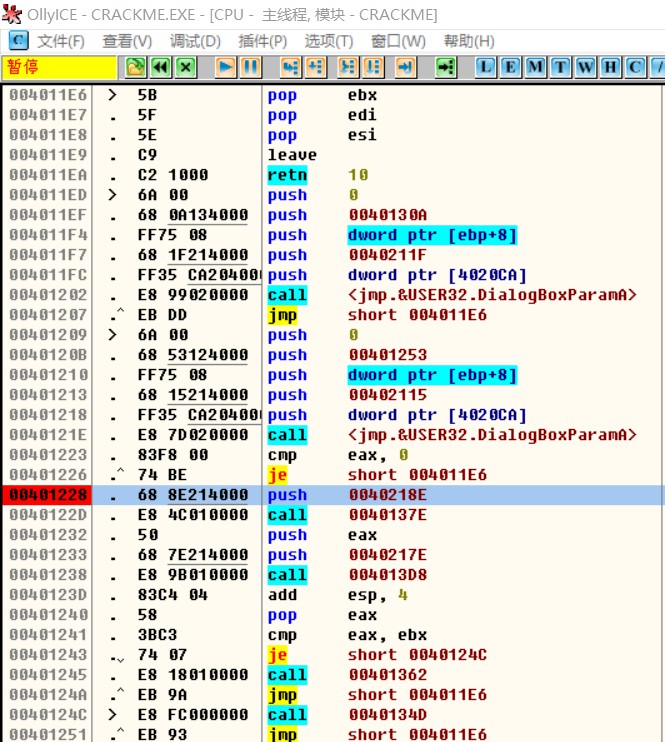 OllyICE - CRACKME.EXE - [CPU - 主线程, 模块 - CRACKME]
C 文件(F) 查看(V) 调试(D) 插件(P) 选项(T) 窗口(W) 帮助(H)
暂停 L E M T W H C /
004011E6 > 5B pop ebx
004011E7 . 5F pop edi
004011E8 . 5E pop esi
004011E9 . C9 leave
004011EA . C2 1000 retn 10
004011ED > 6A 00 push 0
004011EF . 68 0A134000 push 0040130A
004011F4 . FF75 08 push dword ptr [ebp+8]
004011F7 . 68 1F214000 push 0040211F
004011FC . FF35 CA204000 push dword ptr [4020CA]
00401202 . E8 99020000 call <jmp.&USER32.DialogBoxParamA>
00401207 .^ EB DD jmp short 004011E6
00401209 > 6A 00 push 0
0040120B . 68 53124000 push 00401253
00401210 . FF75 08 push dword ptr [ebp+8]
00401213 . 68 15214000 push 00402115
00401218 . FF35 CA204000 push dword ptr [4020CA]
0040121E . E8 7D020000 call <jmp.&USER32.DialogBoxParamA>
00401223 . 83F8 00 cmp eax, 0
00401226 .^ 74 BE je short 004011E6
00401228 . 68 8E214000 push 0040218E
0040122D . E8 4C010000 call 0040137E
00401232 . 50 push eax
00401233 . 68 7E214000 push 0040217E
00401238 . E8 9B010000 call 004013D8
0040123D . 83C4 04 add esp, 4
00401240 . 58 pop eax
00401241 . 3BC3 cmp eax, ebx
00401243 .⌄ 74 07 je short 0040124C
00401245 . E8 18010000 call 00401362
0040124A .^ EB 9A jmp short 004011E6
0040124C > E8 FC000000 call 0040134D
00401251 .^ EB 93 jmp short 004011E6